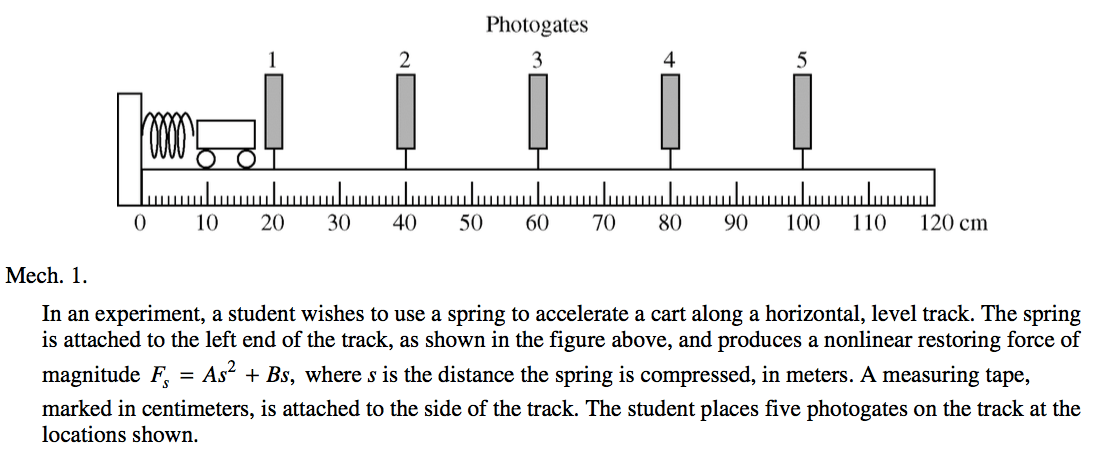 Photogates
1 2 3 4 5
0 10 20 30 40 50 60 70 80 90 100 110 120 cm
Mech. 1.
In an experiment, a student wishes to use a spring to accelerate a cart along a horizontal, level track. The spring
is attached to the left end of the track, as shown in the figure above, and produces a nonlinear restoring force of
magnitude Fₛ = As² + Bs, where s is the distance the spring is compressed, in meters. A measuring tape,
marked in centimeters, is attached to the side of the track. The student places five photogates on the track at the
locations shown.